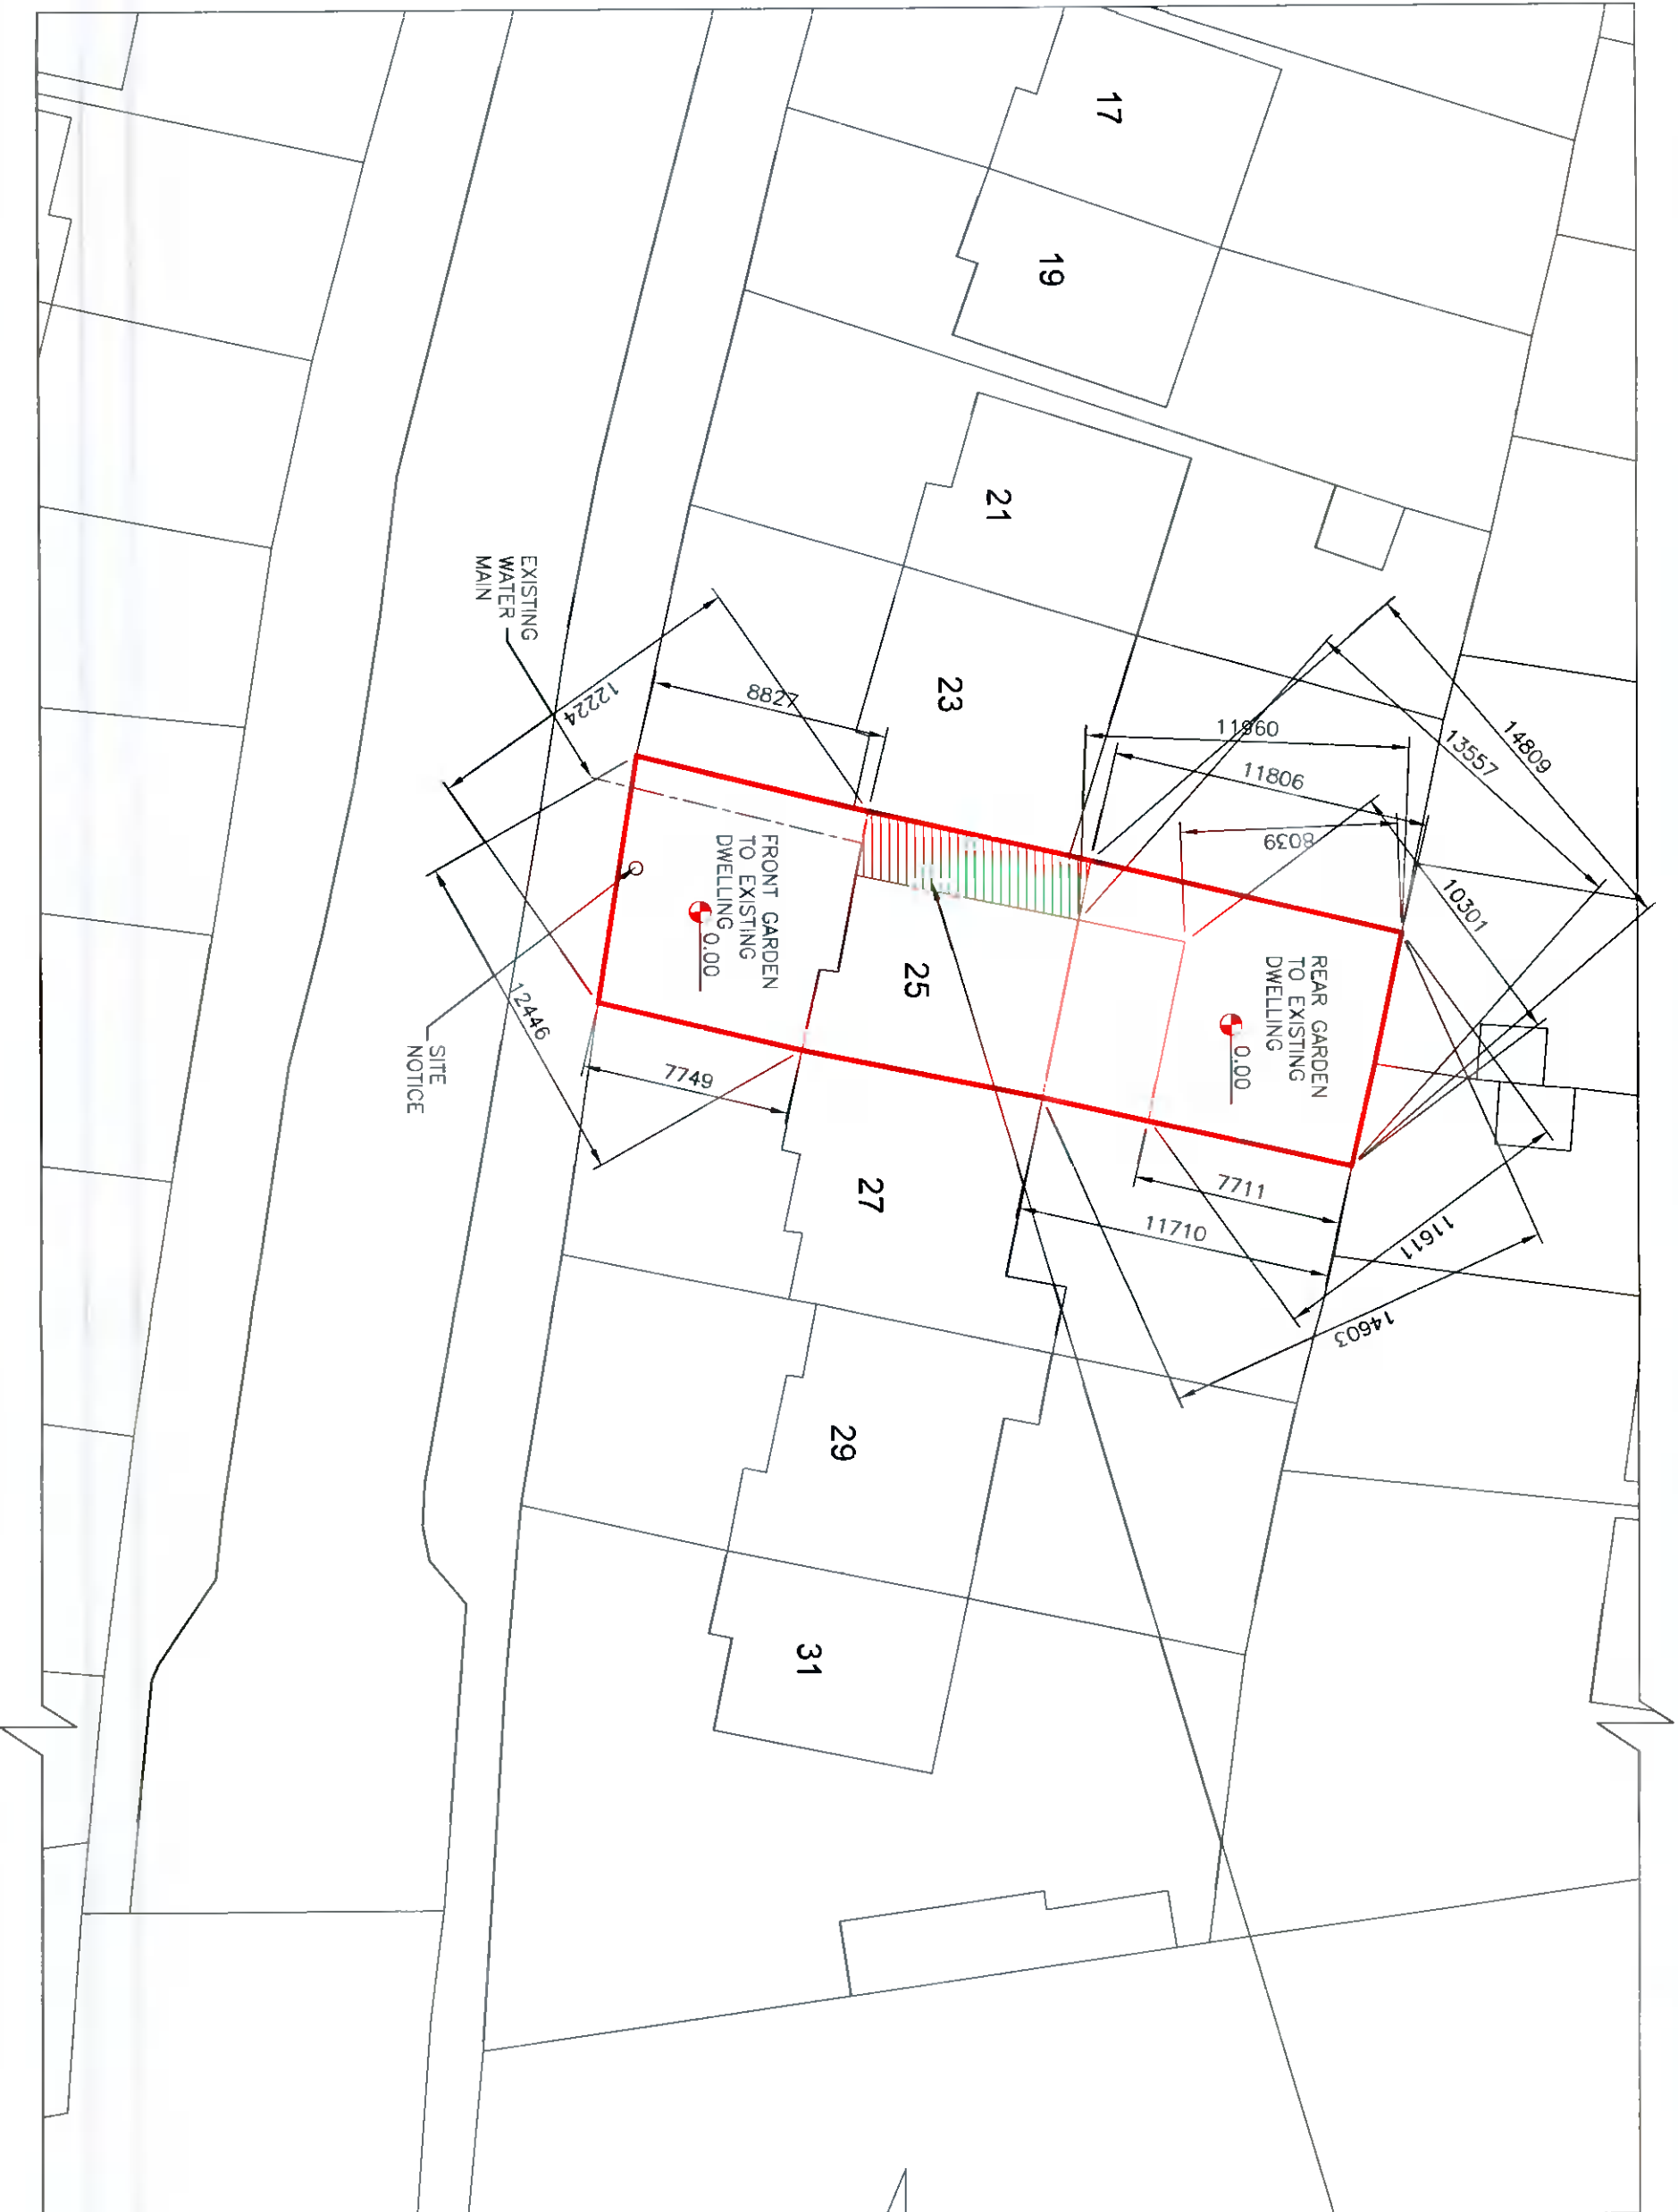 17
19
21
23
25
27
29
31
EXISTING
WATER
MAIN
SITE
NOTICE
FRONT GARDEN
TO EXISTING
DWELLING
0.00
REAR GARDEN
TO EXISTING
DWELLING
0.00
14809
13557
11960
11806
8039
10301
8827
12224
12446
7749
7711
11710
11611
14603